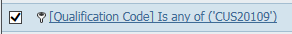 [Qualification Code] Is any of ('CUS20109')